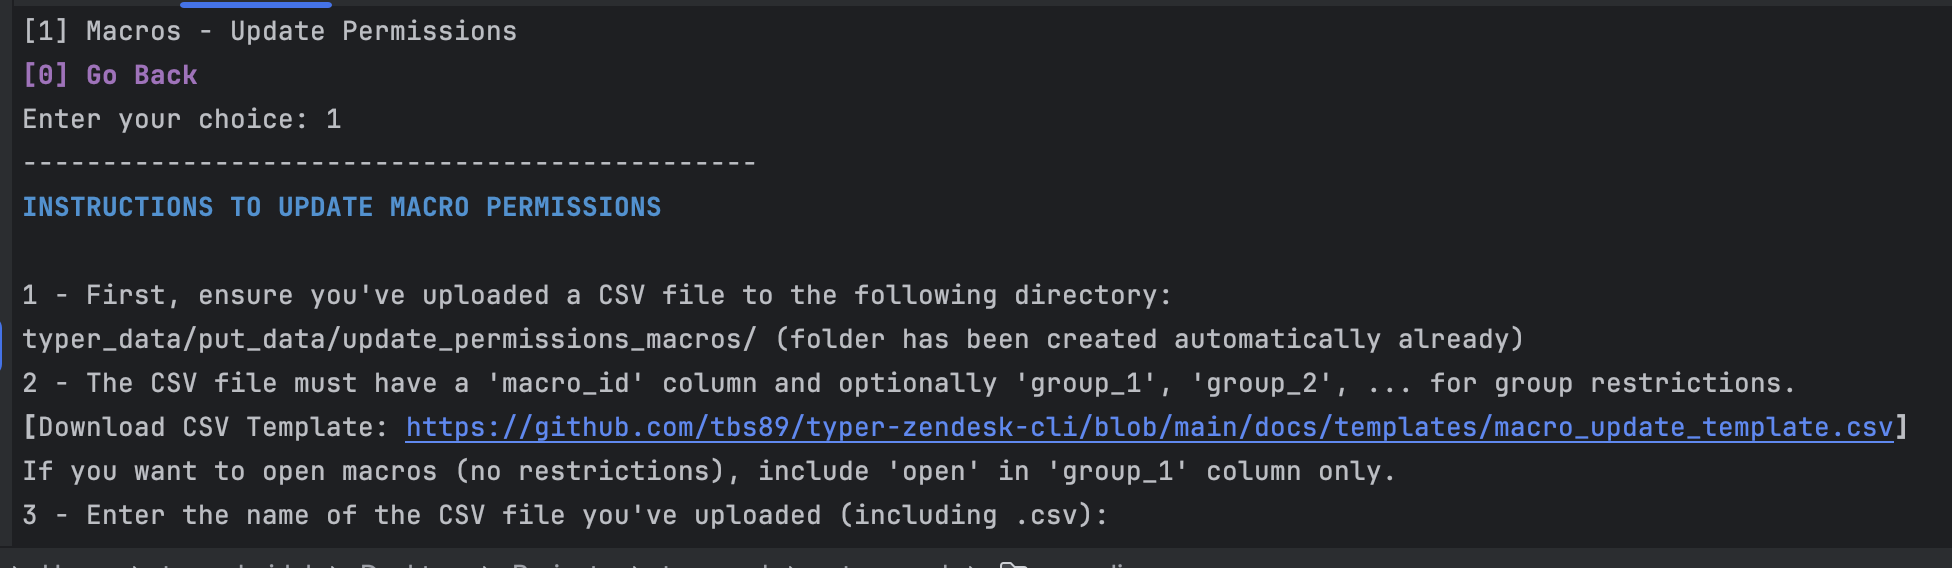 [1] Macros - Update Permissions
[0] Go Back
Enter your choice: 1
----------------------------------------------
INSTRUCTIONS TO UPDATE MACRO PERMISSIONS
1 - First, ensure you've uploaded a CSV file to the following directory:
typer_data/put_data/update_permissions_macros/ (folder has been created automatically already)
2 - The CSV file must have a 'macro_id' column and optionally 'group_1', 'group_2', ... for group restrictions.
[Download CSV Template: https://github.com/tbs89/typer-zendesk-cli/blob/main/docs/templates/macro_update_template.csv]
If you want to open macros (no restrictions), include 'open' in 'group_1' column only.
3 - Enter the name of the CSV file you've uploaded (including .csv):